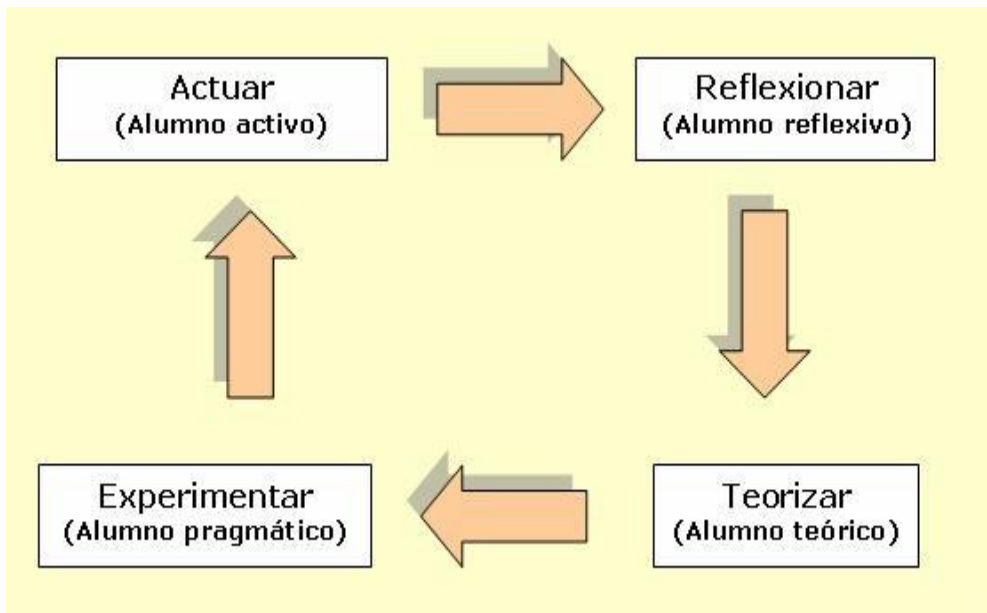 Actuar
(Alumno activo)
Reflexionar
(Alumno reflexivo)
Experimentar
(Alumno pragmático)
Teorizar
(Alumno teórico)